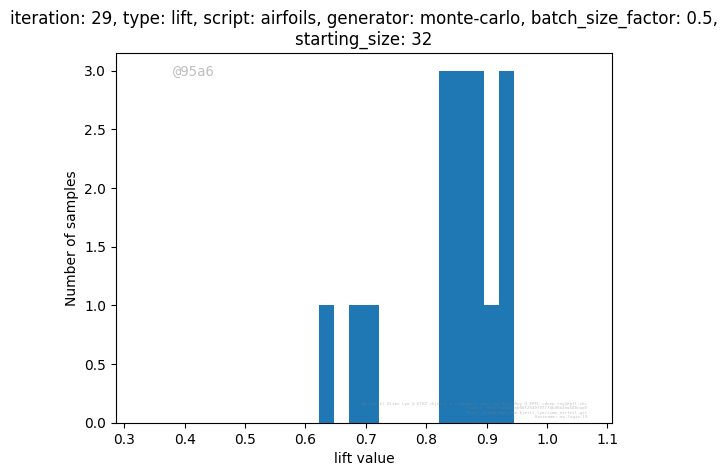 iteration: 29, type: lift, script: airfoils, generator: monte-carlo, batch_size_factor: 0.5,
starting_size: 32
@95a6
3.0
2.5
2.0
1.5
1.0
0.5
0.0
Number of samples
0.3 0.4 0.5 0.6 0.7 0.8 0.9 1.0 1.1
lift value